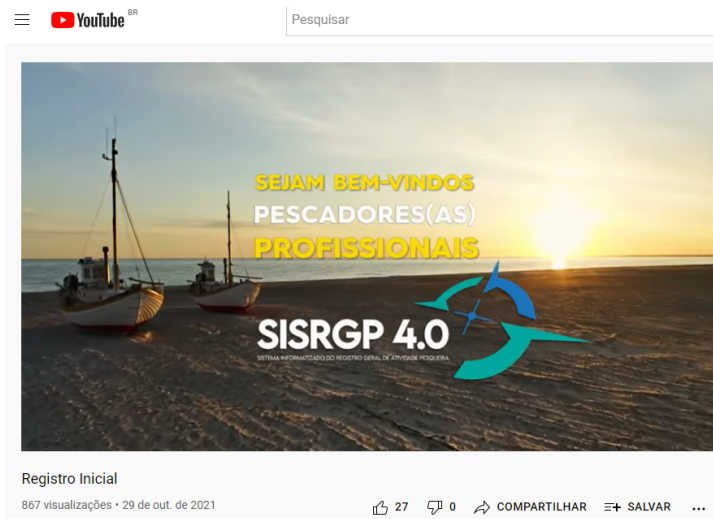 YouTube BR
Pesquisar
SEJAM BEM-VINDOS
PESCADORES(AS)
PROFISSIONAIS
SISRGP 4.0
SISTEMA INFORMATIZADO DO REGISTRO GERAL DE ATIVIDADE PESQUEIRA
Registro Inicial
867 visualizações • 29 de out. de 2021
27 0 COMPARTILHAR SALVAR